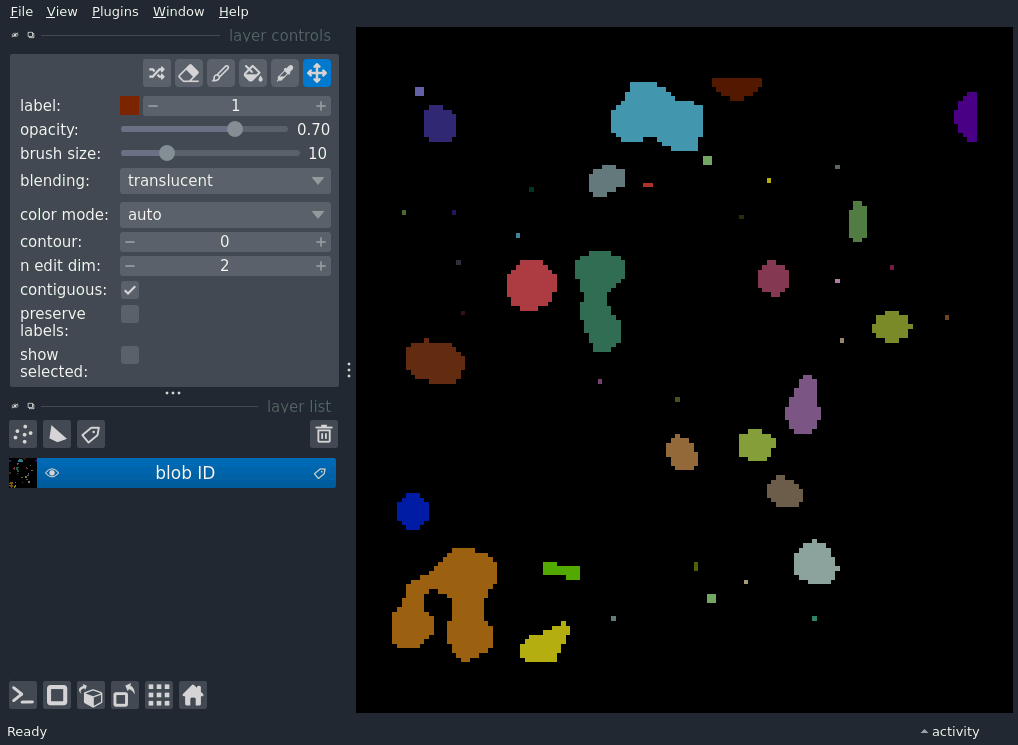 File View Plugins Window Help
layer controls
label: 1
opacity: 0.70
brush size: 10
blending: translucent
color mode: auto
contour: 0
n edit dim: 2
contiguous:
preserve
labels:
show
selected:
layer list
blob ID
Ready
activity